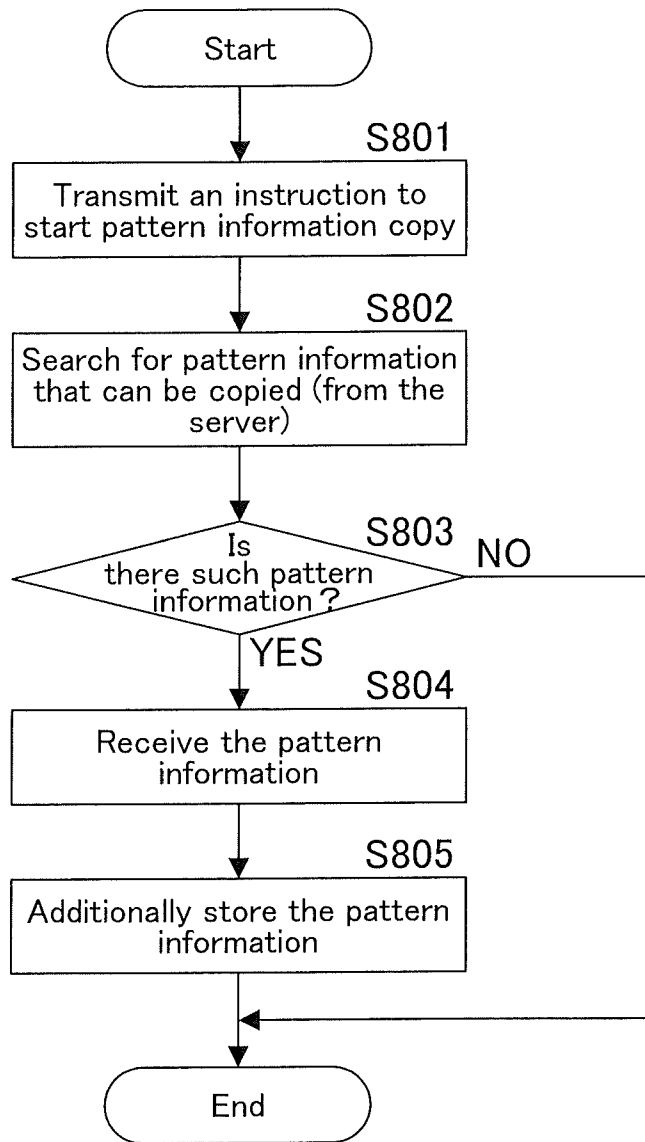 Start
S801
Transmit an instruction to
start pattern information copy
S802
Search for pattern information
that can be copied (from the
server)
S803
Is
there such pattern
information?
NO
YES
S804
Receive the pattern
information
S805
Additionally store the pattern
information
End